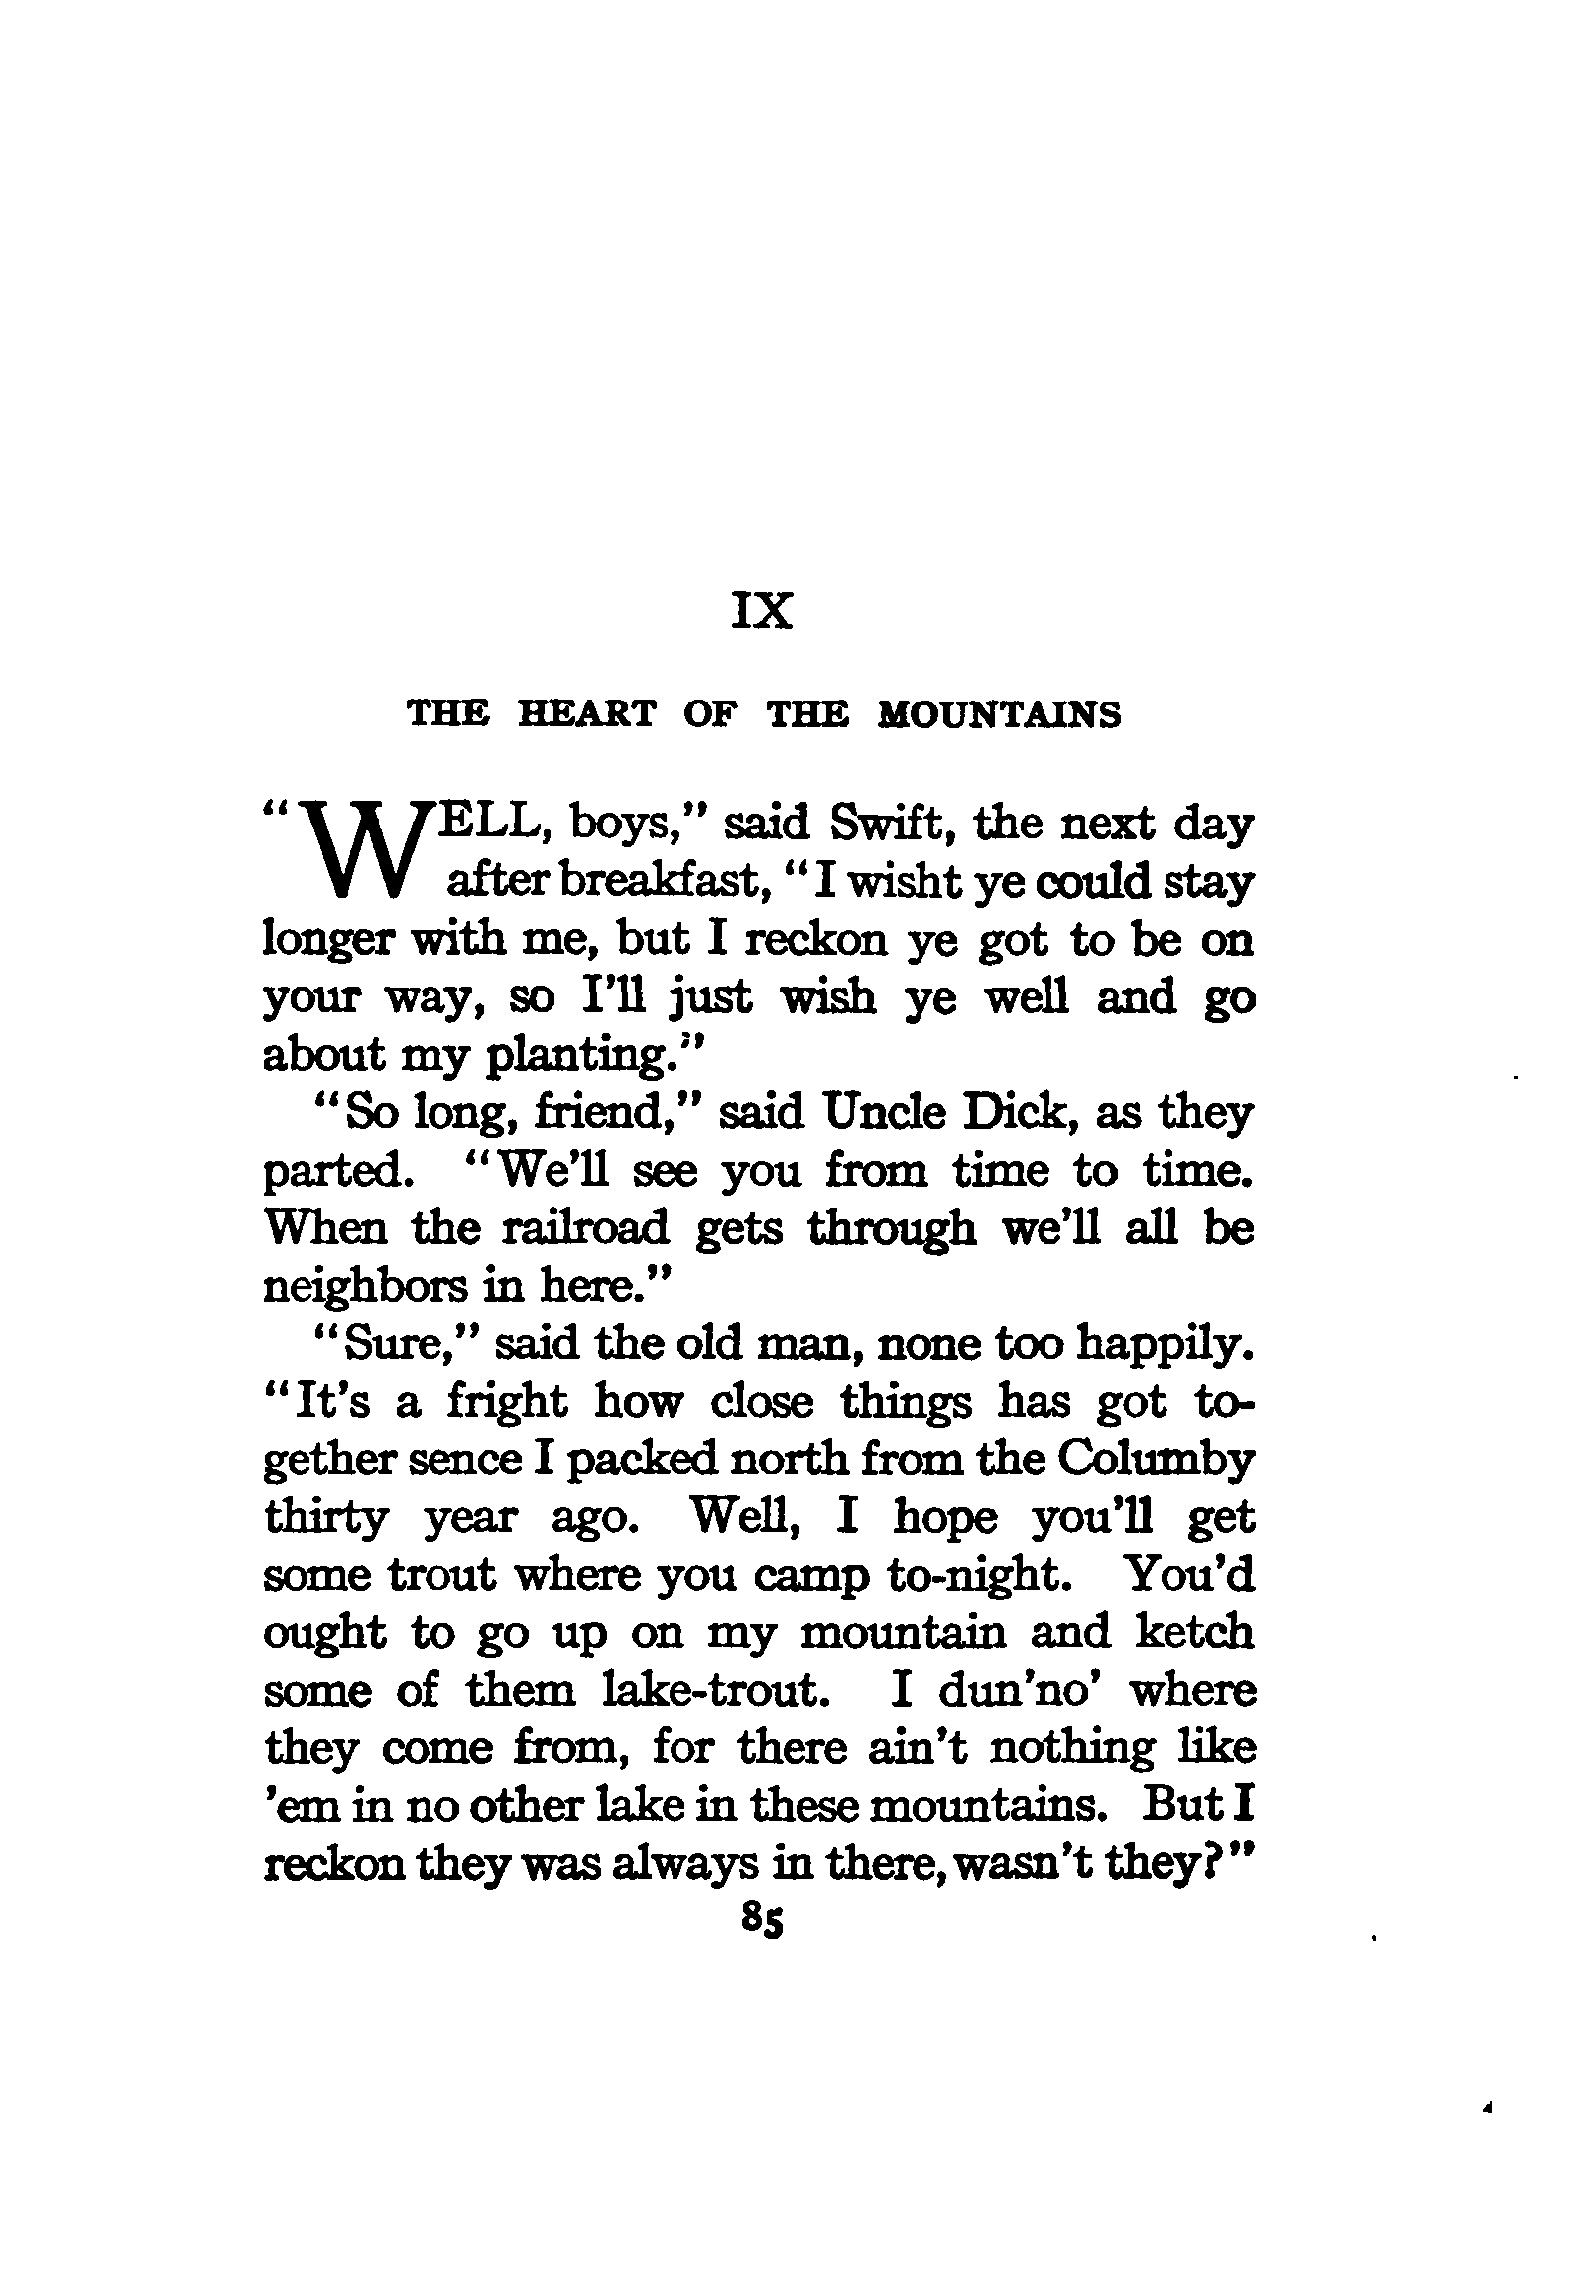 IX
THE HEART OF THE MOUNTAINS
"WELL, boys," said Swift, the next day
after breakfast, "I wisht ye could stay
longer with me, but I reckon ye got to be on
your way, so I'll just wish ye well and go
about my planting."
"So long, friend," said Uncle Dick, as they
parted. "We'll see you from time to time.
When the railroad gets through we'll all be
neighbors in here."
"Sure," said the old man, none too happily.
"It's a fright how close things has got to-
gether sence I packed north from the Columby
thirty year ago. Well, I hope you'll get
some trout where you camp to-night. You'd
ought to go up on my mountain and ketch
some of them lake-trout. I dun'no' where
they come from, for there ain't nothing like
'em in no other lake in these mountains. But I
reckon they was always in there, wasn't they?"
85